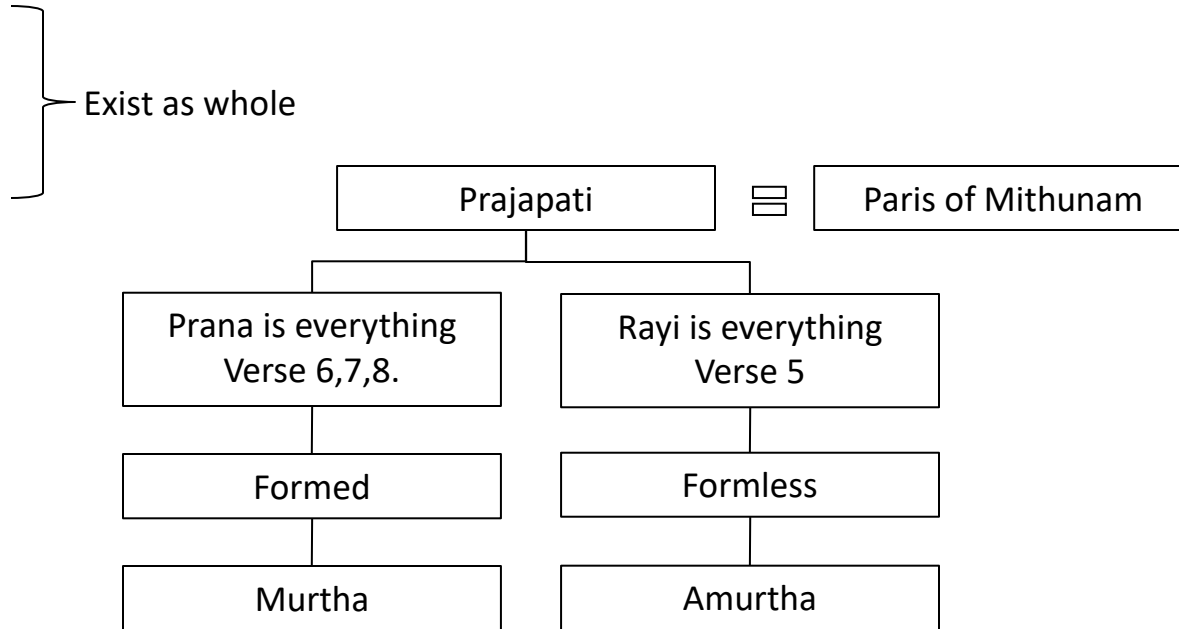 Exist as whole
Prajapati
Paris of Mithunam
Prana is everything
Verse 6,7,8.
Rayi is everything
Verse 5
Formed
Formless
Murtha
Amurtha